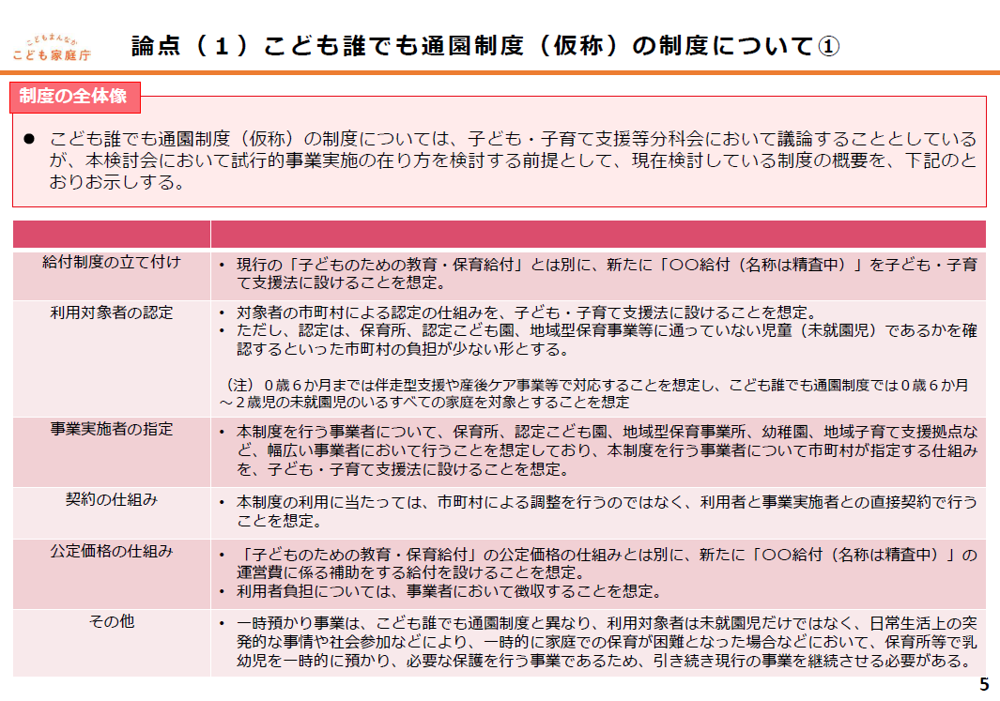 こどもまんなか
こども家庭庁
論点（１）こども誰でも通園制度（仮称）の制度について①
制度の全体像
● こども誰でも通園制度（仮称）の制度については、子ども・子育て支援等分科会において議論することとしている
が、本検討会において試行的事業実施の在り方を検討する前提として、現在検討している制度の概要を、下記のと
おりお示しする。
給付制度の立て付け
• 現行の「子どものための教育・保育給付」とは別に、新たに「〇〇給付（名称は精査中）」を子ども・子育
て支援法に設けることを想定。
利用対象者の認定
• 対象者の市町村による認定の仕組みを、子ども・子育て支援法に設けることを想定。
• ただし、認定は、保育所、認定こども園、地域型保育事業等に通っていない児童（未就園児）であるかを確
認するといった市町村の負担が少ない形とする。
（注）０歳６か月までは伴走型支援や産後ケア事業等で対応することを想定し、こども誰でも通園制度では０歳６か月
～２歳児の未就園児のいるすべての家庭を対象とすることを想定
事業実施者の指定
• 本制度を行う事業者について、保育所、認定こども園、地域型保育事業所、幼稚園、地域子育て支援拠点な
ど、幅広い事業者において行うことを想定しており、本制度を行う事業者について市町村が指定する仕組み
を、子ども・子育て支援法に設けることを想定。
契約の仕組み
• 本制度の利用に当たっては、市町村による調整を行うのではなく、利用者と事業実施者との直接契約で行う
ことを想定。
公定価格の仕組み
• 「子どものための教育・保育給付」の公定価格の仕組みとは別に、新たに「〇〇給付（名称は精査中）」の
運営費に係る補助をする給付を設けることを想定。
• 利用者負担については、事業者において徴収することを想定。
その他
• 一時預かり事業は、こども誰でも通園制度と異なり、利用対象者は未就園児だけではなく、日常生活上の突
発的な事情や社会参加などにより、一時的に家庭での保育が困難となった場合などにおいて、保育所等で乳
幼児を一時的に預かり、必要な保護を行う事業であるため、引き続き現行の事業を継続させる必要がある。
5